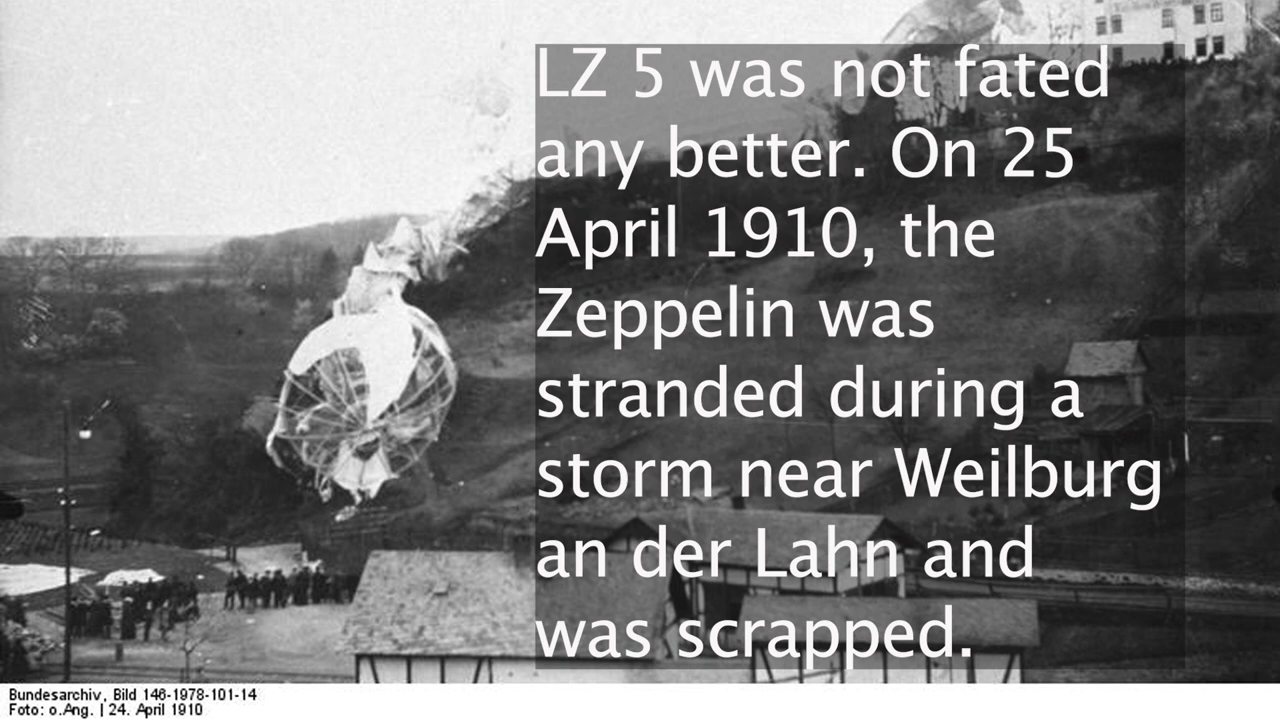 LZ 5 was not fated
any better. On 25
April 1910, the
Zeppelin was
stranded during a
storm near Weilburg
an der Lahn and
was scrapped.
Bundesarchiv, Bild 146-1978-101-14
Foto: o.Ang. | 24. April 1910